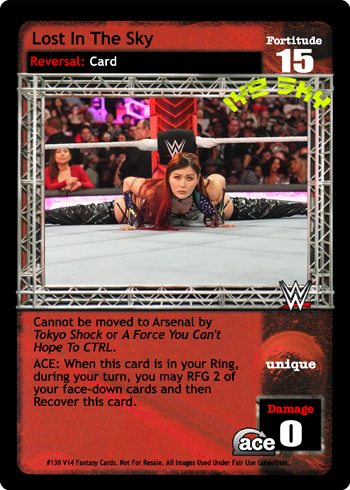 Lost In The Sky
Fortitude
15
Reversal: Card
IYO SKY
W
W
Cannot be moved to Arsenal by
Tokyo Shock or A Force You Can't
Hope To CTRL.
ACE: When this card is in your Ring,
during your turn, you may RFG 2 of
your face-down cards and then
Recover this card.
unique
Damage
0
ace
#130 V14 Fantasy Cards. Not For Resale. All Images Used Under Fair Use Guidelines.